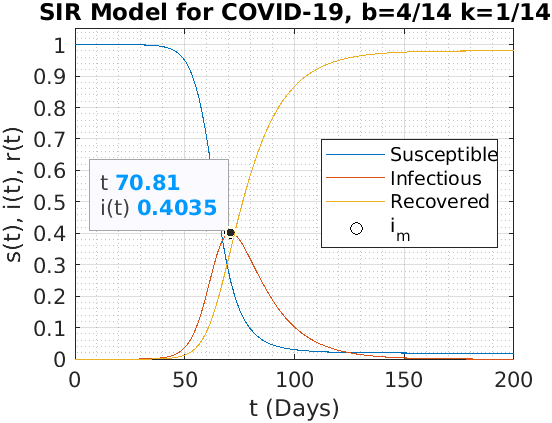 SIR Model for COVID-19, b=4/14 k=1/14
s(t), i(t), r(t)
1
0.9
0.8
0.7
0.6
0.5
0.4
0.3
0.2
0.1
0
t 70.81
i(t) 0.4035
Susceptible
Infectious
Recovered
i_m
0 50 100 150 200
t (Days)